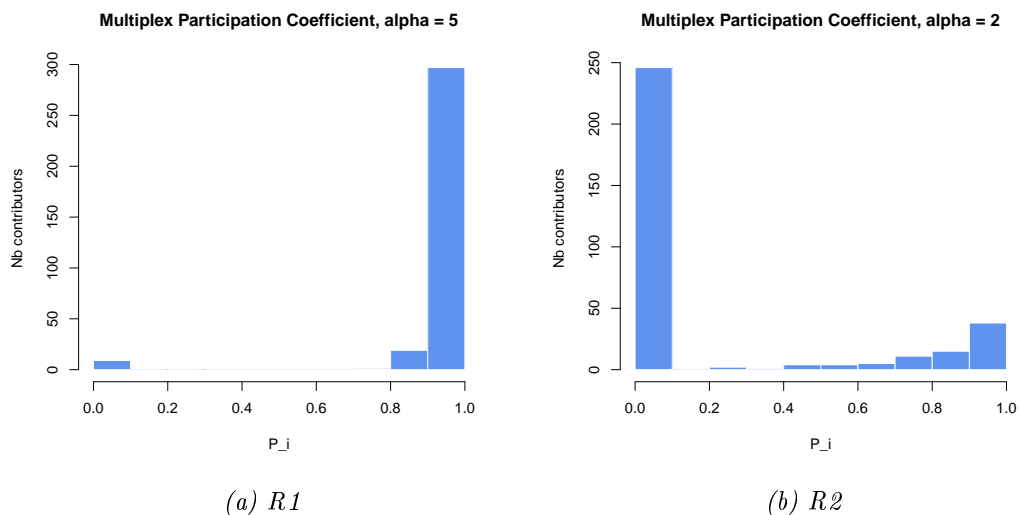 Multiplex Participation Coefficient, alpha = 5
Nb contributors
300
250
200
150
100
50
0
0.0 0.2 0.4 0.6 0.8 1.0
P_i
(a) R1
Multiplex Participation Coefficient, alpha = 2
Nb contributors
250
200
150
100
50
0
0.0 0.2 0.4 0.6 0.8 1.0
P_i
(b) R2